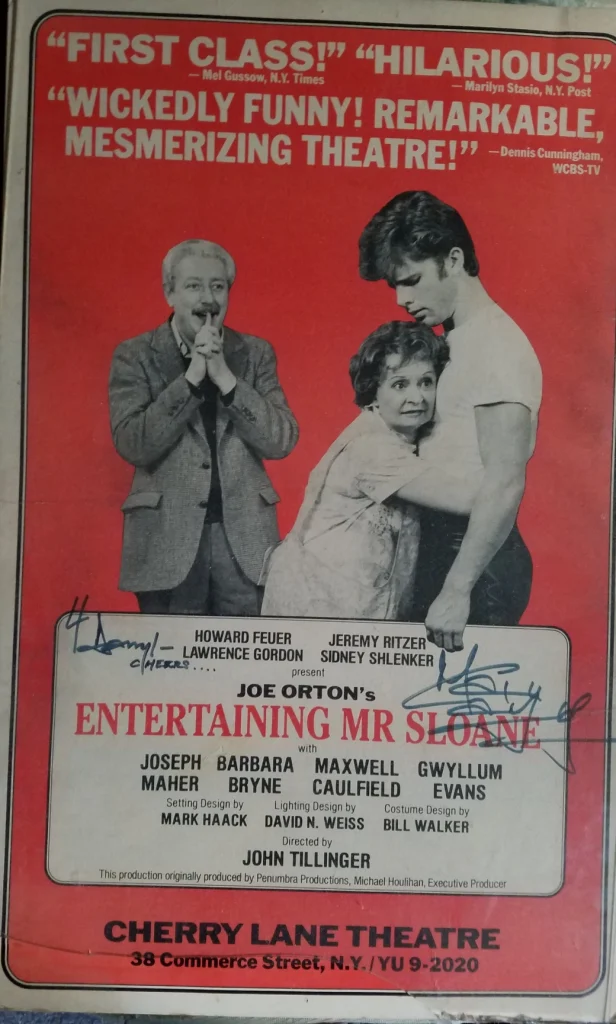 “FIRST CLASS!” “HILARIOUS!”
— Mel Gussow, N.Y. Times
— Marilyn Stasio, N.Y. Post
“WICKEDLY FUNNY! REMARKABLE,
MESMERIZING THEATRE!” —Dennis Cunningham,
WCBS-TV
HOWARD FEUER JEREMY RITZER
LAWRENCE GORDON SIDNEY SHLENKER
CHEERS....
present
JOE ORTON's
ENTERTAINING MR SLOANE
with
JOSEPH BARBARA MAXWELL GWYLLUM
MAHER BRYNE CAULFIELD EVANS
Setting Design by Lighting Design by Costume Design by
MARK HAACK DAVID N. WEISS BILL WALKER
Directed by
JOHN TILLINGER
This production originally produced by Penumbra Productions, Michael Houlihan, Executive Producer
CHERRY LANE THEATRE
38 Commerce Street, N.Y./YU 9-2020